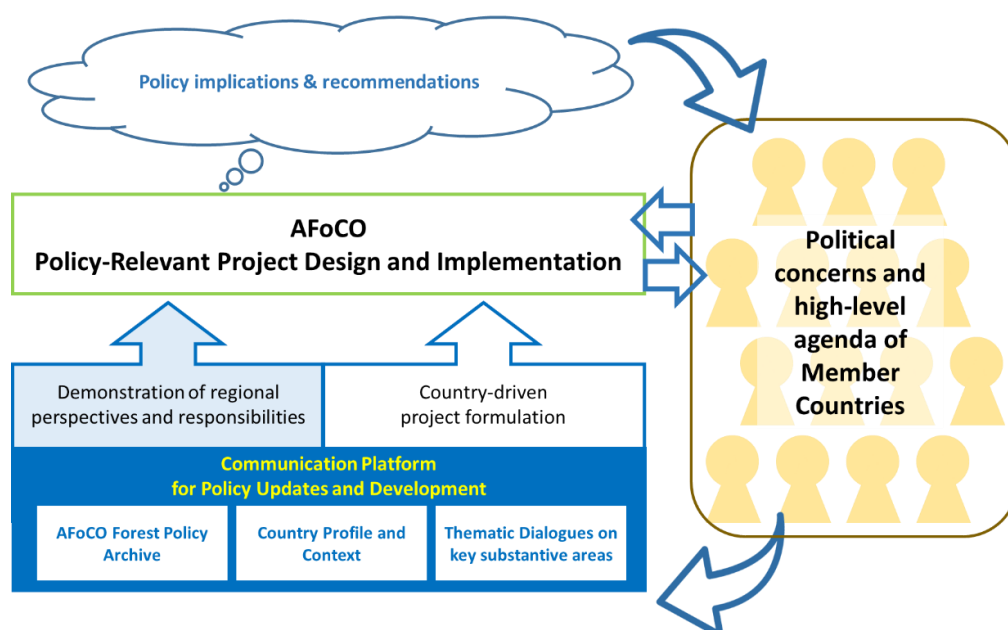 Policy implications & recommendations
AFoCO
Policy-Relevant Project Design and Implementation
Political
concerns and
high-level
agenda of
Member
Countries
Demonstration of regional
perspectives and responsibilities
Country-driven
project formulation
Communication Platform
for Policy Updates and Development
AFoCO Forest Policy
Archive
Country Profile and
Context
Thematic Dialogues on
key substantive areas